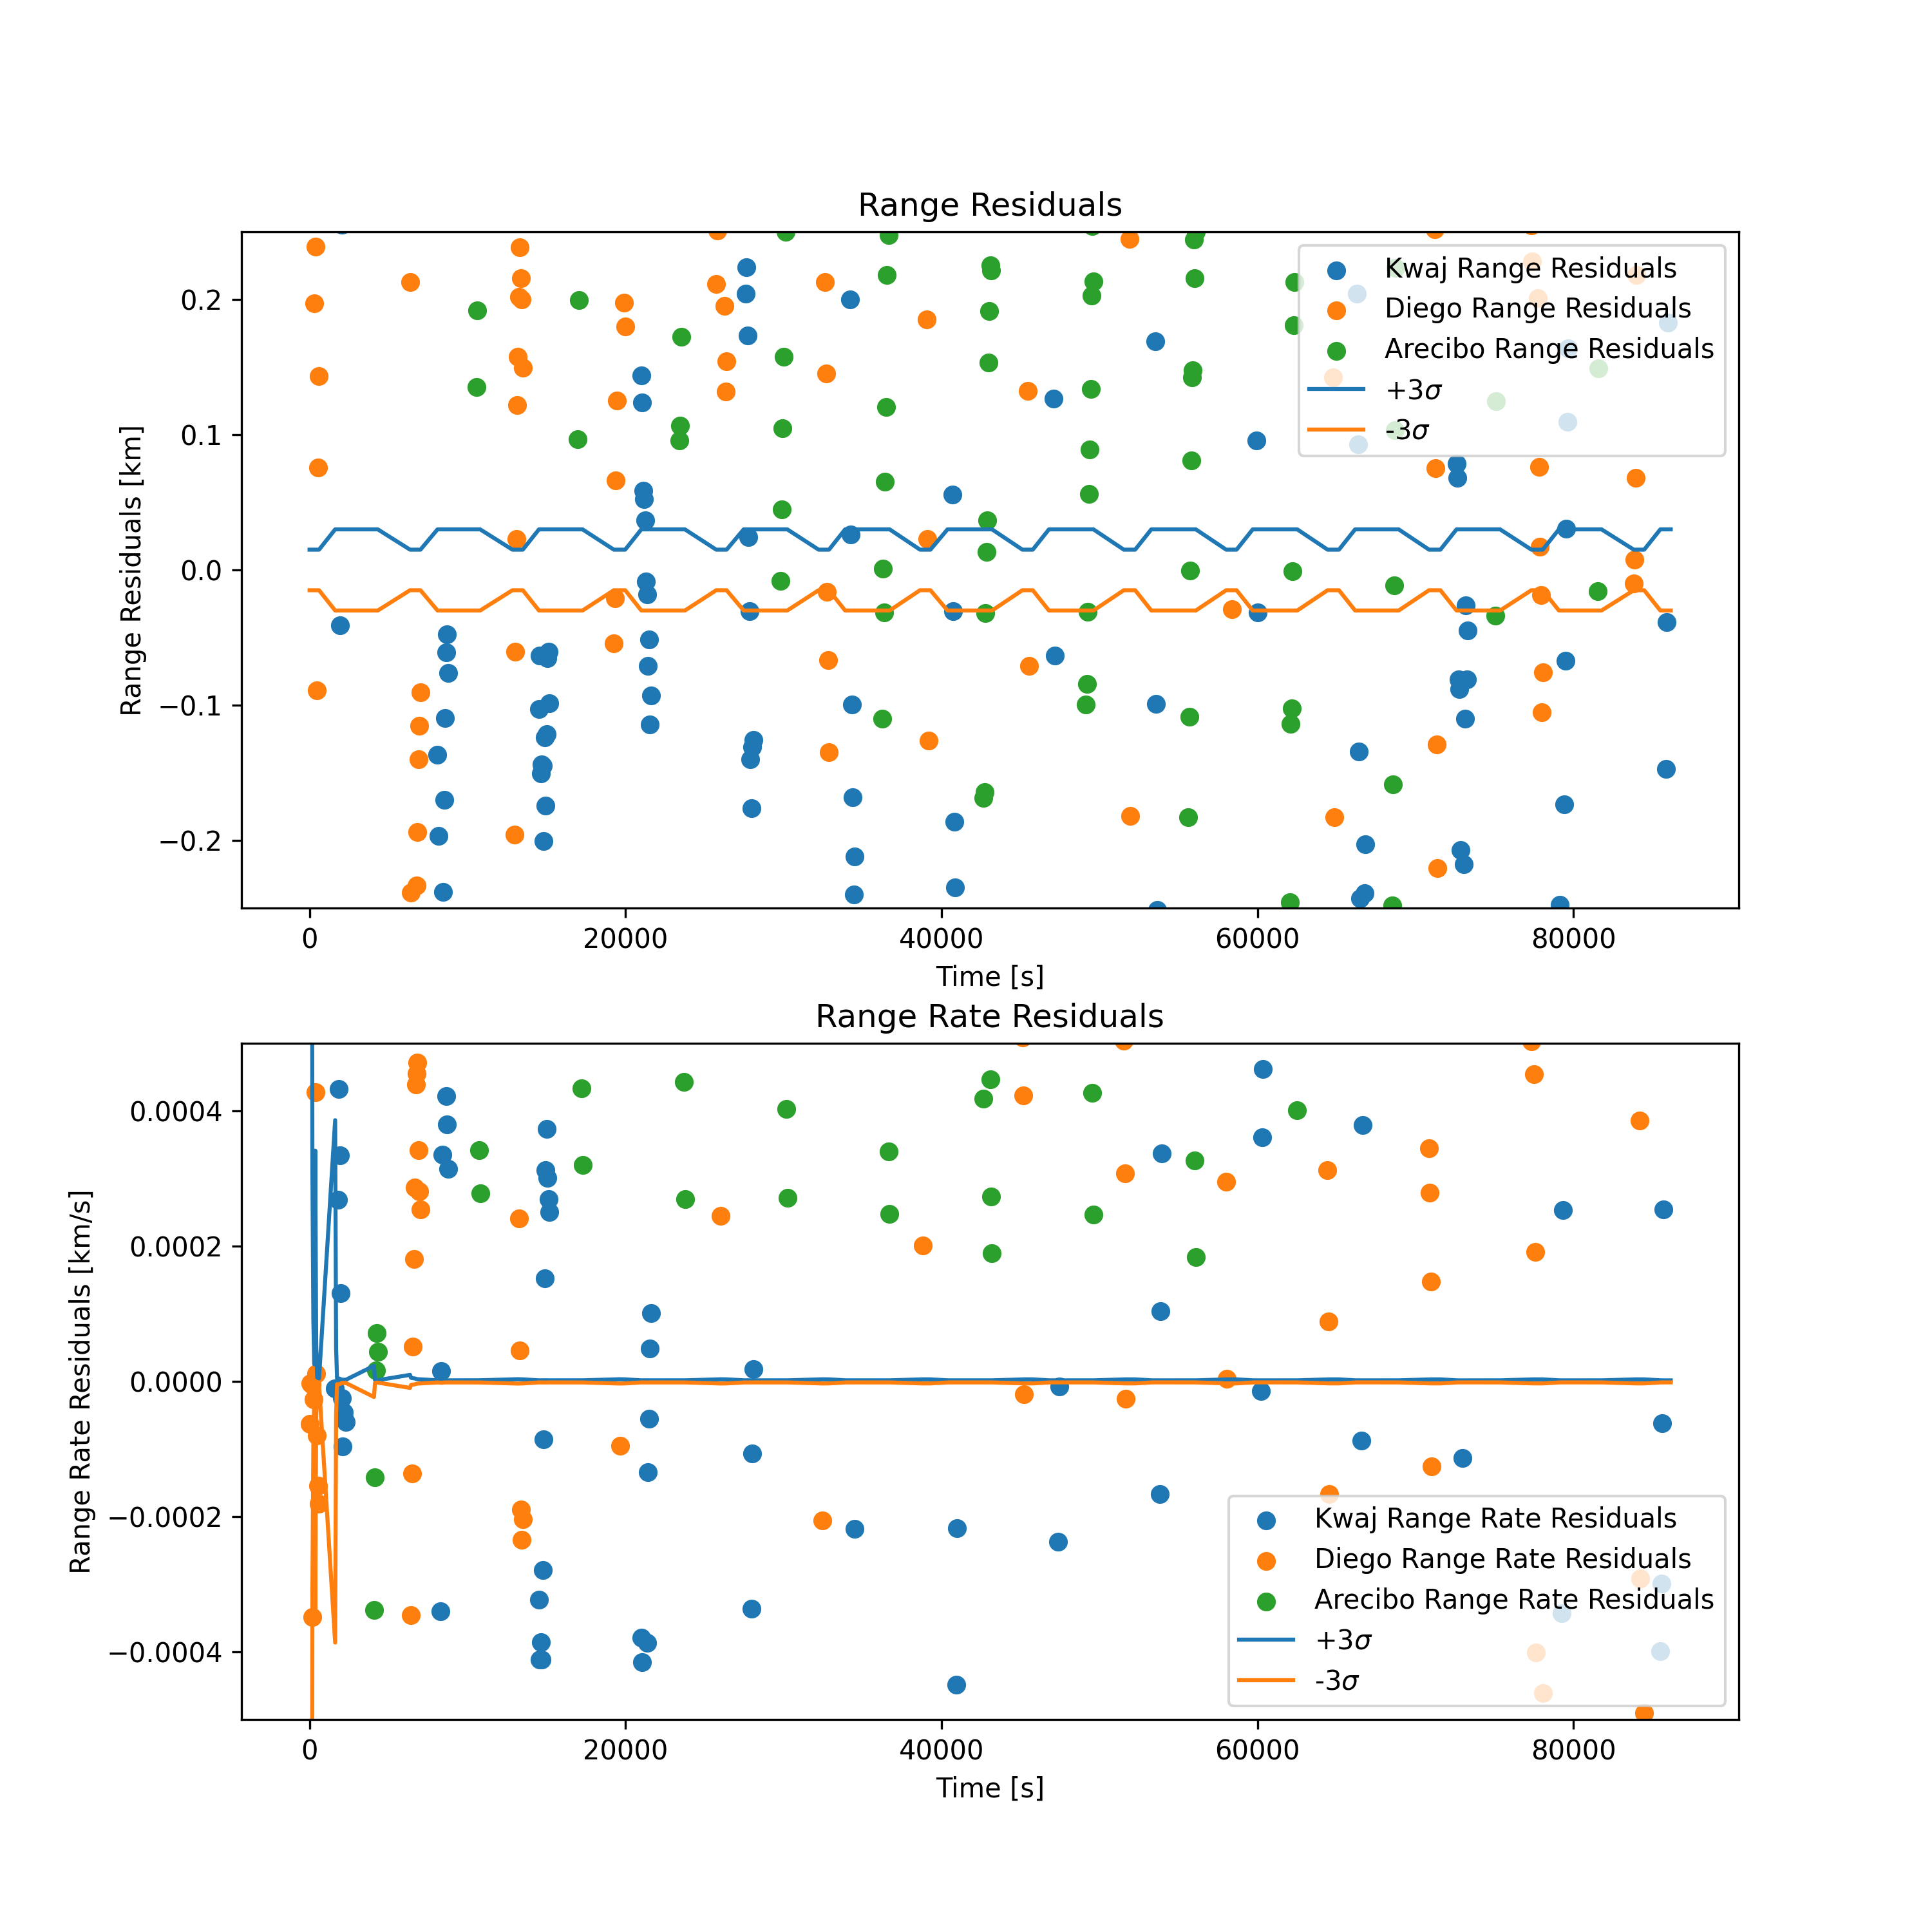 Range Residuals
Range Residuals [km]
0.2
0.1
0.0
−0.1
−0.2
Kwaj Range Residuals
Diego Range Residuals
Arecibo Range Residuals
+3σ
-3σ
0 20000 40000 60000 80000
Time [s]
Range Rate Residuals
Range Rate Residuals [km/s]
0.0004
0.0002
0.0000
−0.0002
−0.0004
Kwaj Range Rate Residuals
Diego Range Rate Residuals
Arecibo Range Rate Residuals
+3σ
-3σ
0 20000 40000 60000 80000
Time [s]